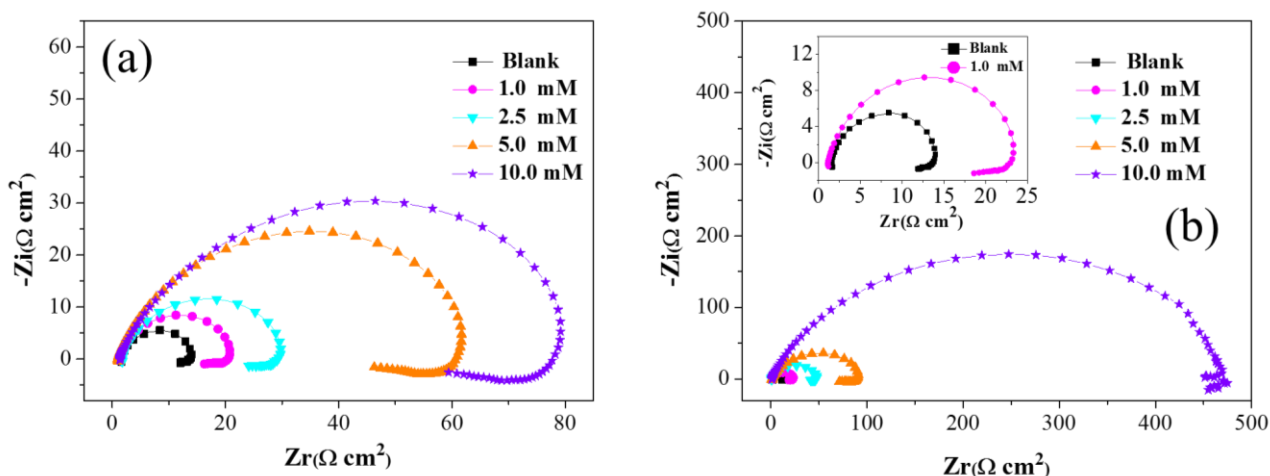 (a)
60
50
40
30
20
10
0
-Zi(Ω cm²)
0 20 40 60 80
Zr(Ω cm²)
Blank
1.0 mM
2.5 mM
5.0 mM
10.0 mM
(b)
500
400
300
200
100
0
-Zi(Ω cm²)
0 100 200 300 400 500
Zr(Ω cm²)
Blank
1.0 mM
2.5 mM
5.0 mM
10.0 mM
12
8
4
0
-Zi(Ω cm²)
0 5 10 15 20 25
Zr(Ω cm²)
Blank
1.0 mM